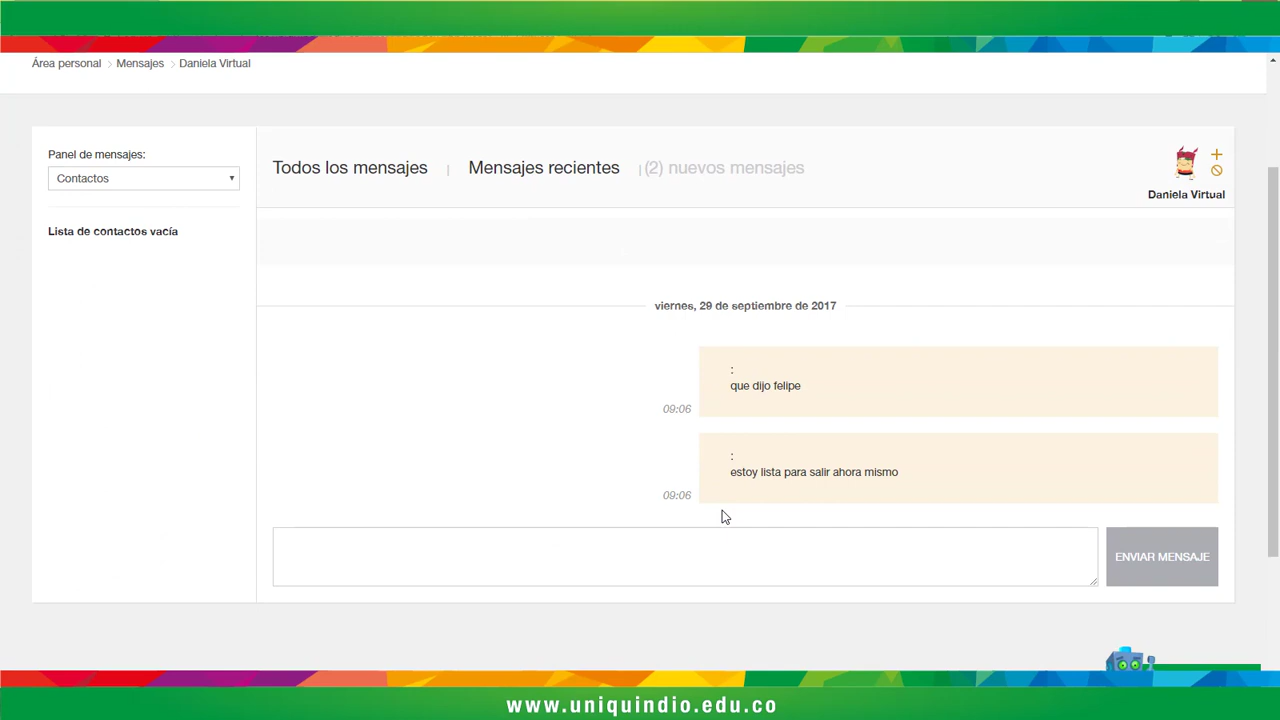 Área personal > Mensajes > Daniela Virtual
Panel de mensajes:
Contactos
Lista de contactos vacía
Todos los mensajes | Mensajes recientes | (2) nuevos mensajes
Daniela Virtual
viernes, 29 de septiembre de 2017
:
que dijo felipe
09:06
:
estoy lista para salir ahora mismo
09:06
ENVIAR MENSAJE
www.uniquindio.edu.co